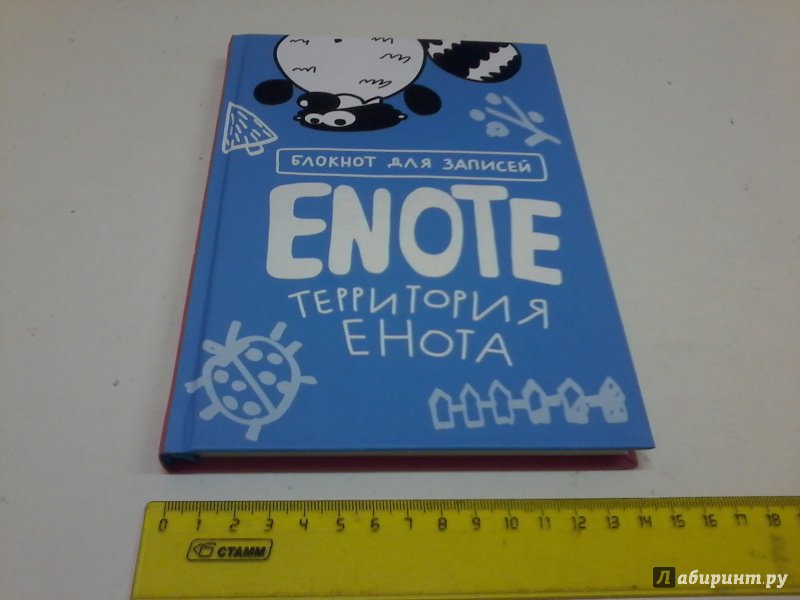 БЛОКНОТ ДЛЯ ЗАПИСЕЙ
ENOTE
ТЕРРИТОРИЯ
ЕНОТА
0 1 2 3 4 5 6 7 8 9 10 11 12 13 14 15 16 17 18
СТАММ
Лабиринт.ру